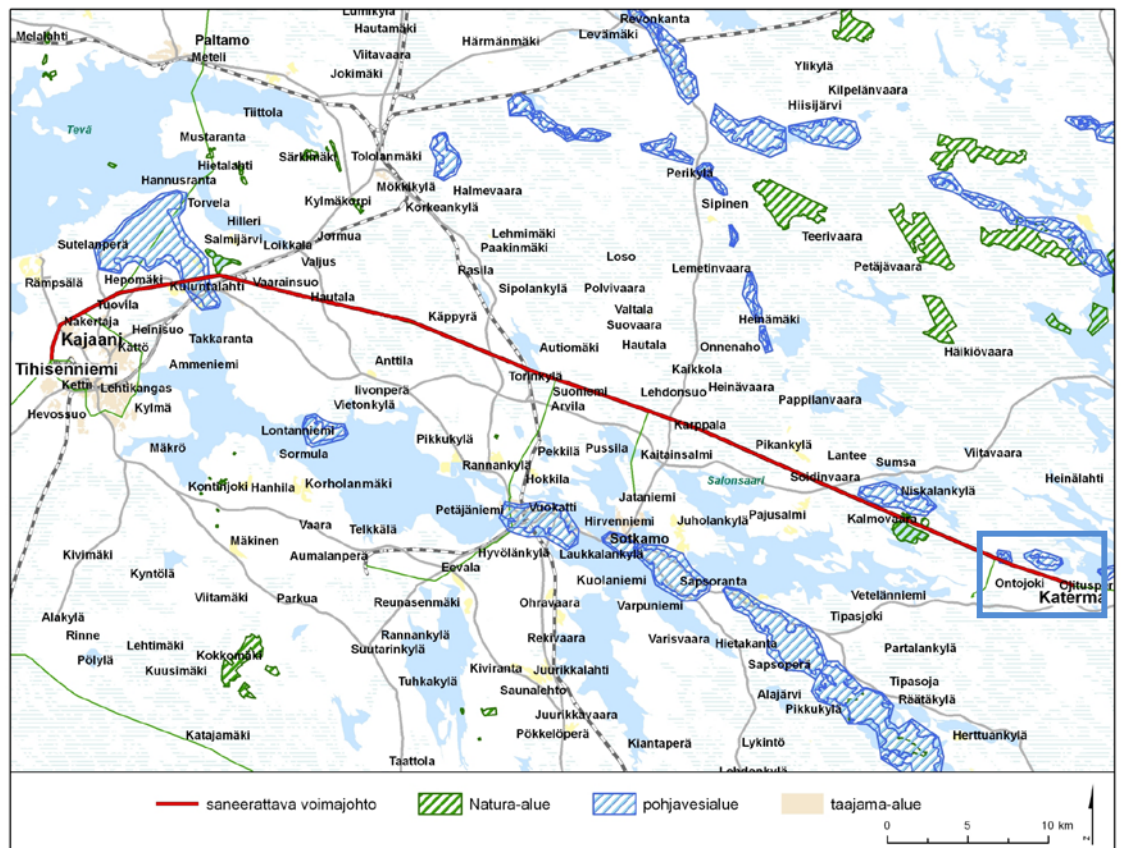 Lumikylä
Hautamäki
Revonkanta
Levämäki
Melalahti
Paltamo
Meteli
Viitavaara
Härmänmäki
Jokimäki
Ylikylä
Kilpelänvaara
Hiisijärvi
Tiittola
Tevä
Mustaranta
Hietalahti
Särkimäki
Tololanmäki
Perikylä
Hannusranta
Mökkikylä
Halmevaara
Torvela
Kylmäkorpi
Korkeankylä
Sipinen
Hilleri
Sutelanperä
Salmijärvi
Loikkala
Jormua
Lehmimäki
Paakinmäki
Teerivaara
Valjus
Loso
Petäjävaara
Rämpsälä
Hepomäki
Kuluntalahti
Vaarainsuo
Rasila
Lemetinvaara
Sipolankylä
Polvivaara
Tuovila
Hautala
Valtala
Suovaara
Heinämäki
Nakertaja
Heinisuo
Käppyrä
Kajaani
Kättö
Takkaranta
Autiomäki
Hautala
Onnenaho
Härkiövaara
Tihisenniemi
Ammeniemi
Anttila
Torinkylä
Kaikkola
Kettu
Lehtikangas
Iivonperä
Suoniemi
Lehdonsuo
Heinävaara
Hevossuo
Kylmä
Vietonkylä
Arvila
Pappilanvaara
Lontanniemi
Karppala
Mäkrö
Sormula
Pikkukylä
Pekkilä
Pussila
Kaitainsalmi
Pikankylä
Lantee
Sumsa
Viitavaara
Rannankylä
Hokkila
Salonsaari
Soidinvaara
Heinälahti
Kontinjoki
Hanhila
Korholanmäki
Jataniemi
Niskalankylä
Petäjäniemi
Vuokatti
Hirvenniemi
Juholankylä
Pajusalmi
Kalmovaara
Vaara
Telkkälä
Sotkamo
Mäkinen
Aumalanperä
Hyvölänkylä
Laukkalankylä
Kivimäki
Eevala
Kyntölä
Kuolaniemi
Sapsoranta
Ontojoki
Katerma
Viitamäki
Parkua
Reunasenmäki
Ohravaara
Varpuniemi
Vetelänniemi
Alakylä
Tipasjoki
Rinne
Lehtimäki
Rannankylä
Rekivaara
Varisvaara
Hietakanta
Partalankylä
Pölylä
Kokkomäki
Suutarinkylä
Kuusimäki
Kiviranta
Juurikkalahti
Sapsoperä
Tipasoja
Tuhkakylä
Saunalehto
Alajärvi
Räätäkylä
Pikkukylä
Juurikkavaara
Katajamäki
Pökkelöperä
Kiantaperä
Lykintö
Herttuankylä
Taattola
saneerattava voimajohto
Natura-alue
pohjavesialue
taajama-alue
0 5 10 km